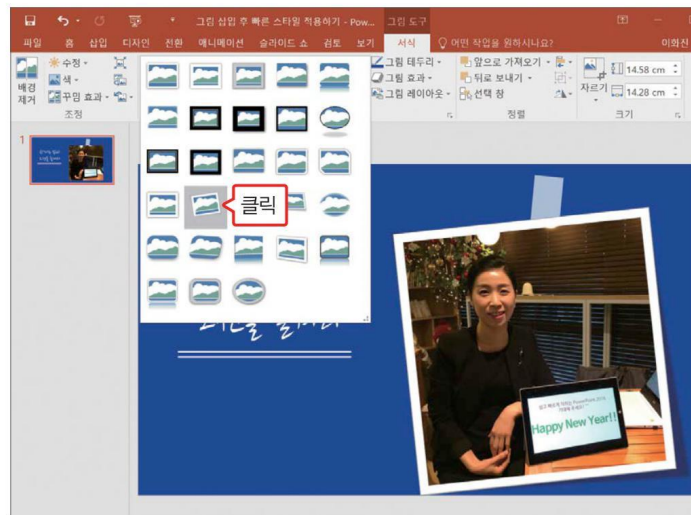 그림 삽입 후 빠른 스타일 적용하기 - Pow... 그림 도구
파일 홈 삽입 디자인 전환 애니메이션 슬라이드 쇼 검토 보기 서식 어떤 작업을 원하시나요? 이화진
배경 제거
수정
색
꾸밈 효과
조정
그림 테두리
그림 효과
그림 레이아웃
앞으로 가져오기
뒤로 보내기
선택 창
정렬
자르기
14.58 cm
14.28 cm
크기
1
클릭
Happy New Year!!